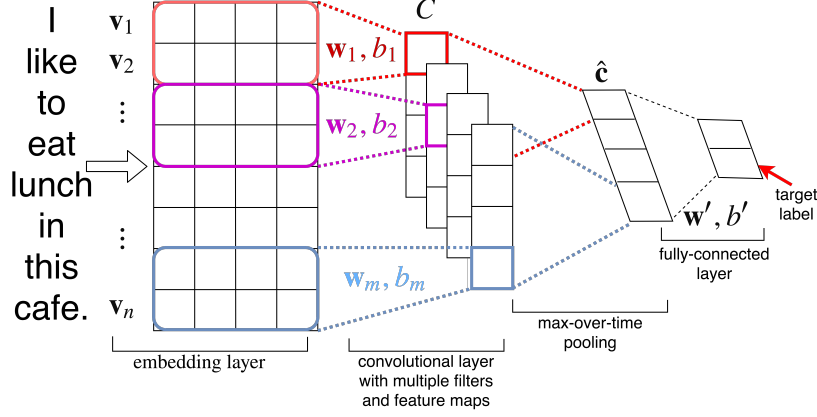 I
like
to
eat
lunch
in
this
cafe.
v₁
v₂
⋮
⋮
vₙ
embedding layer
w₁, b₁
w₂, b₂
wₘ, bₘ
C
convolutional layer
with multiple filters
and feature maps
ĉ
max-over-time
pooling
w′, b′
fully-connected
layer
target
label